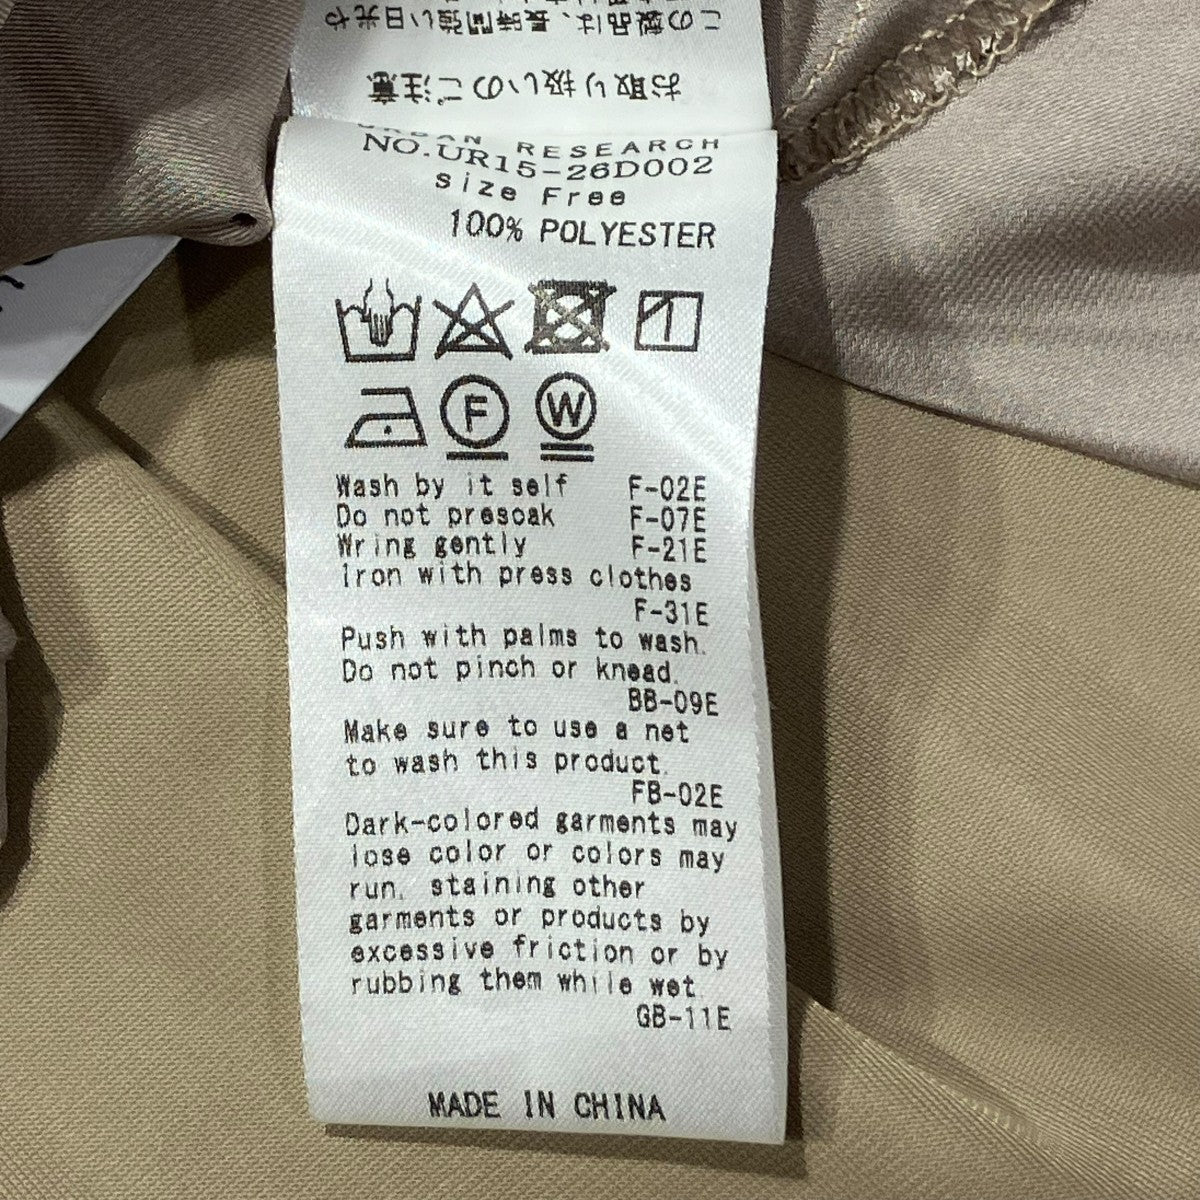 この製品は、長時間強い日光や
お取り扱いのご注意
URBAN RESEARCH
NO.UR15-26D002
size Free
100% POLYESTER
F
W
Wash by it self F-02E
Do not presoak F-07E
Wring gently F-21E
Iron with press clothes
F-31E
Push with palms to wash.
Do not pinch or knead.
BB-09E
Make sure to use a net
to wash this product.
FB-02E
Dark-colored garments may
lose color or colors may
run, staining other
garments or products by
excessive friction or by
rubbing them while wet.
GB-11E
MADE IN CHINA